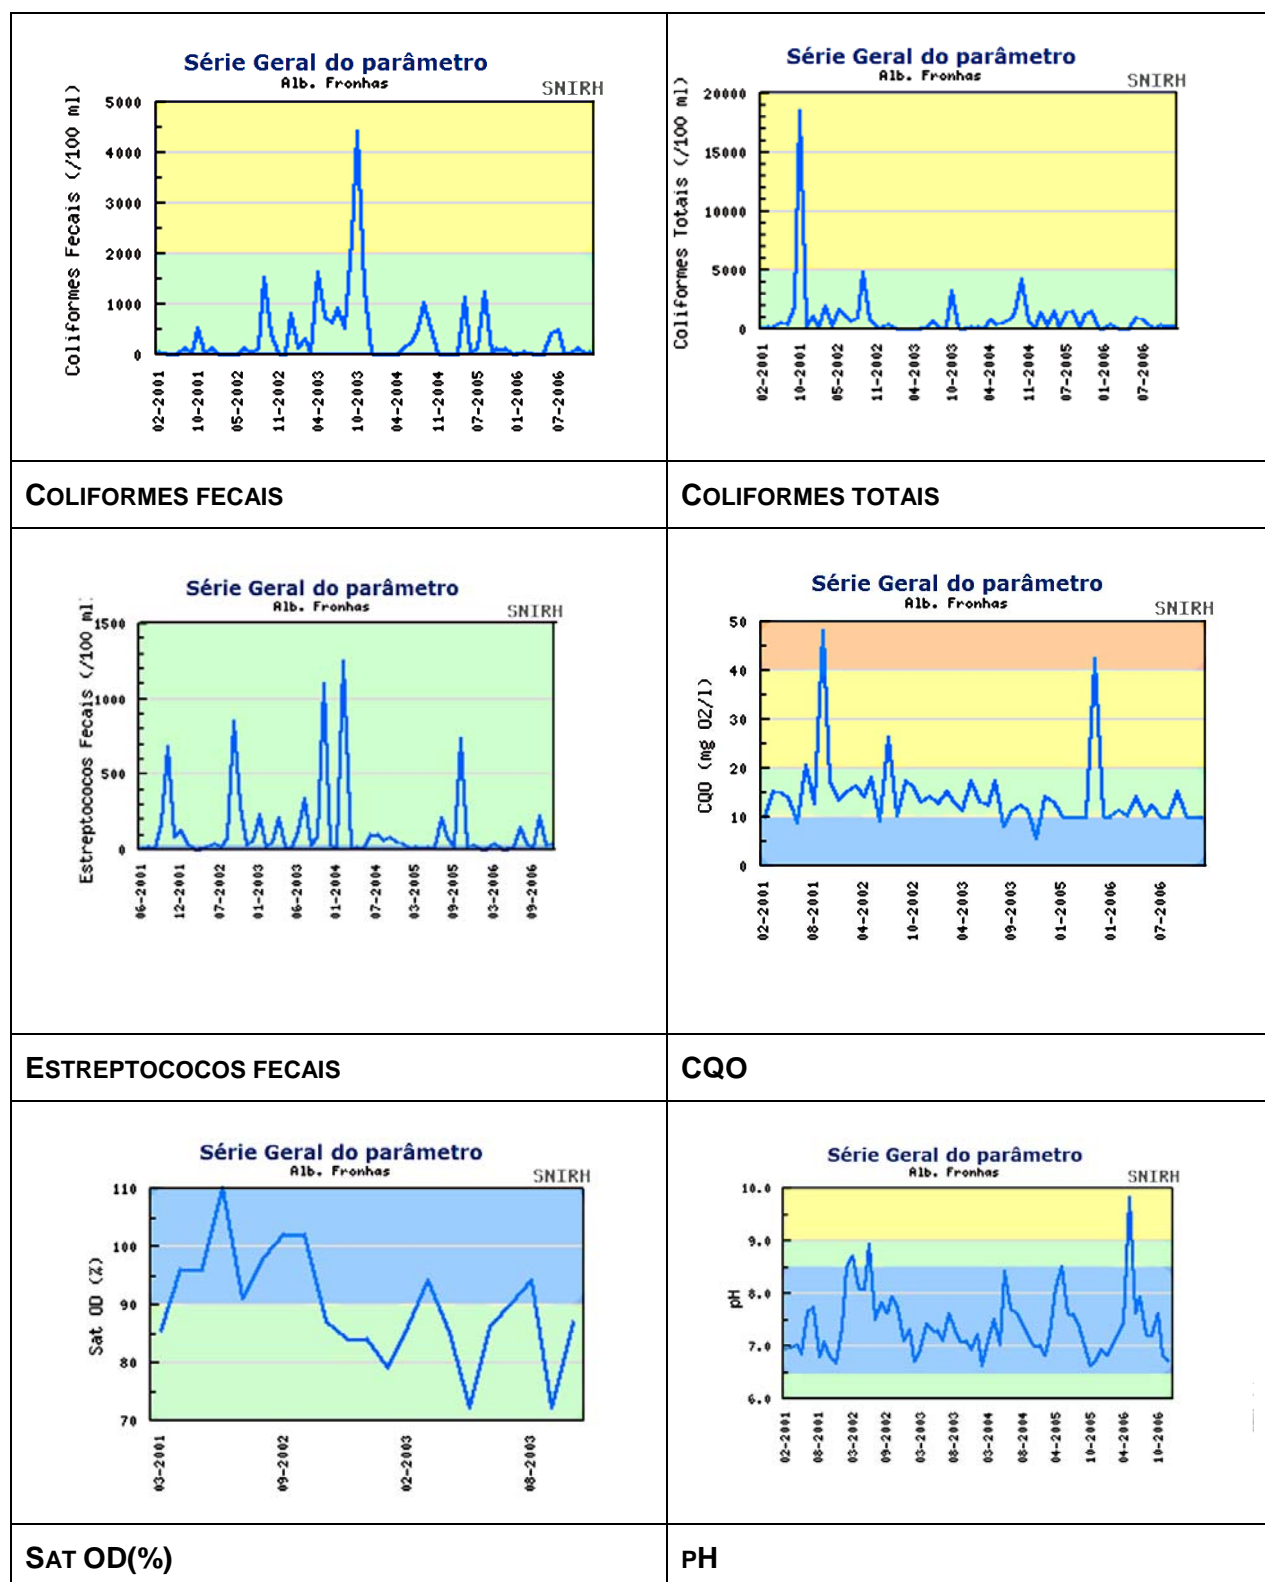 Série Geral do parâmetro
Alb. Fronhas
SNIRH
Coliformes Fecais (/100 ml)
5000
4000
3000
2000
1000
0
02-2001
10-2001
05-2002
11-2002
04-2003
10-2003
04-2004
11-2004
07-2005
01-2006
07-2006
Série Geral do parâmetro
Alb. Fronhas
SNIRH
Coliformes Totais (/100 ml)
20000
15000
10000
5000
0
02-2001
10-2001
05-2002
11-2002
04-2003
10-2003
04-2004
11-2004
07-2005
01-2006
07-2006
COLIFORMES FECAIS
COLIFORMES TOTAIS
Série Geral do parâmetro
Alb. Fronhas
SNIRH
Estreptococos Fecais (/100 ml
1500
1000
500
0
06-2001
12-2001
07-2002
01-2003
06-2003
01-2004
07-2004
03-2005
09-2005
03-2006
09-2006
Série Geral do parâmetro
Alb. Fronhas
SNIRH
CQO (mg O2/l)
50
40
30
20
10
0
02-2001
08-2001
04-2002
10-2002
04-2003
09-2003
01-2005
01-2006
07-2006
ESTREPTOCOCOS FECAIS
CQO
Série Geral do parâmetro
Alb. Fronhas
SNIRH
Sat OD (%)
110
100
90
80
70
03-2001
09-2002
02-2003
08-2003
Série Geral do parâmetro
Alb. Fronhas
SNIRH
pH
10.0
9.0
8.0
7.0
6.0
02-2001
08-2001
03-2002
09-2002
03-2003
08-2003
03-2004
08-2004
04-2005
10-2005
04-2006
10-2006
SAT OD(%)
PH